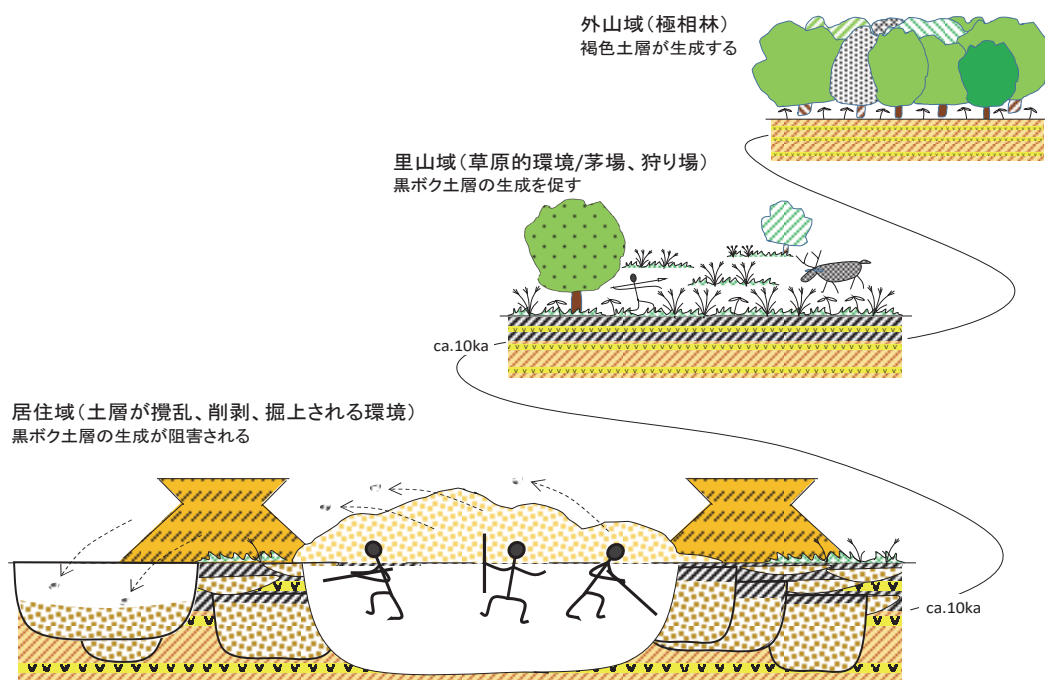 外山域（極相林）
褐色土層が生成する
里山域（草原的環境/茅場、狩り場）
黒ボク土層の生成を促す
ca.10ka
居住域（土層が攪乱、削剥、掘上される環境）
黒ボク土層の生成が阻害される
ca.10ka